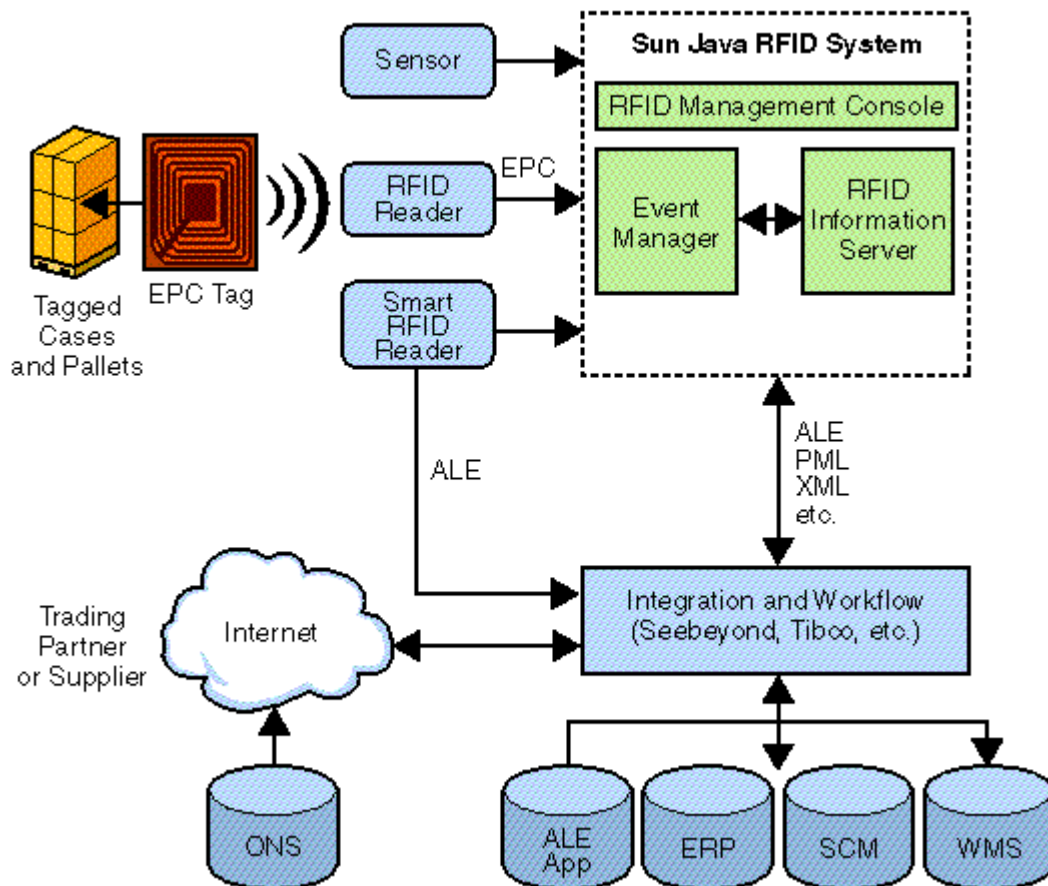 Sensor
Sun Java RFID System
RFID Management Console
EPC
RFID
Reader
Event
Manager
RFID
Information
Server
EPC Tag
Tagged
Cases
and Pallets
Smart
RFID
Reader
ALE
ALE
PML
XML
etc.
Trading
Partner
or Supplier
Internet
Integration and Workflow
(Seebeyond, Tibco, etc.)
ONS
ALE
App
ERP
SCM
WMS